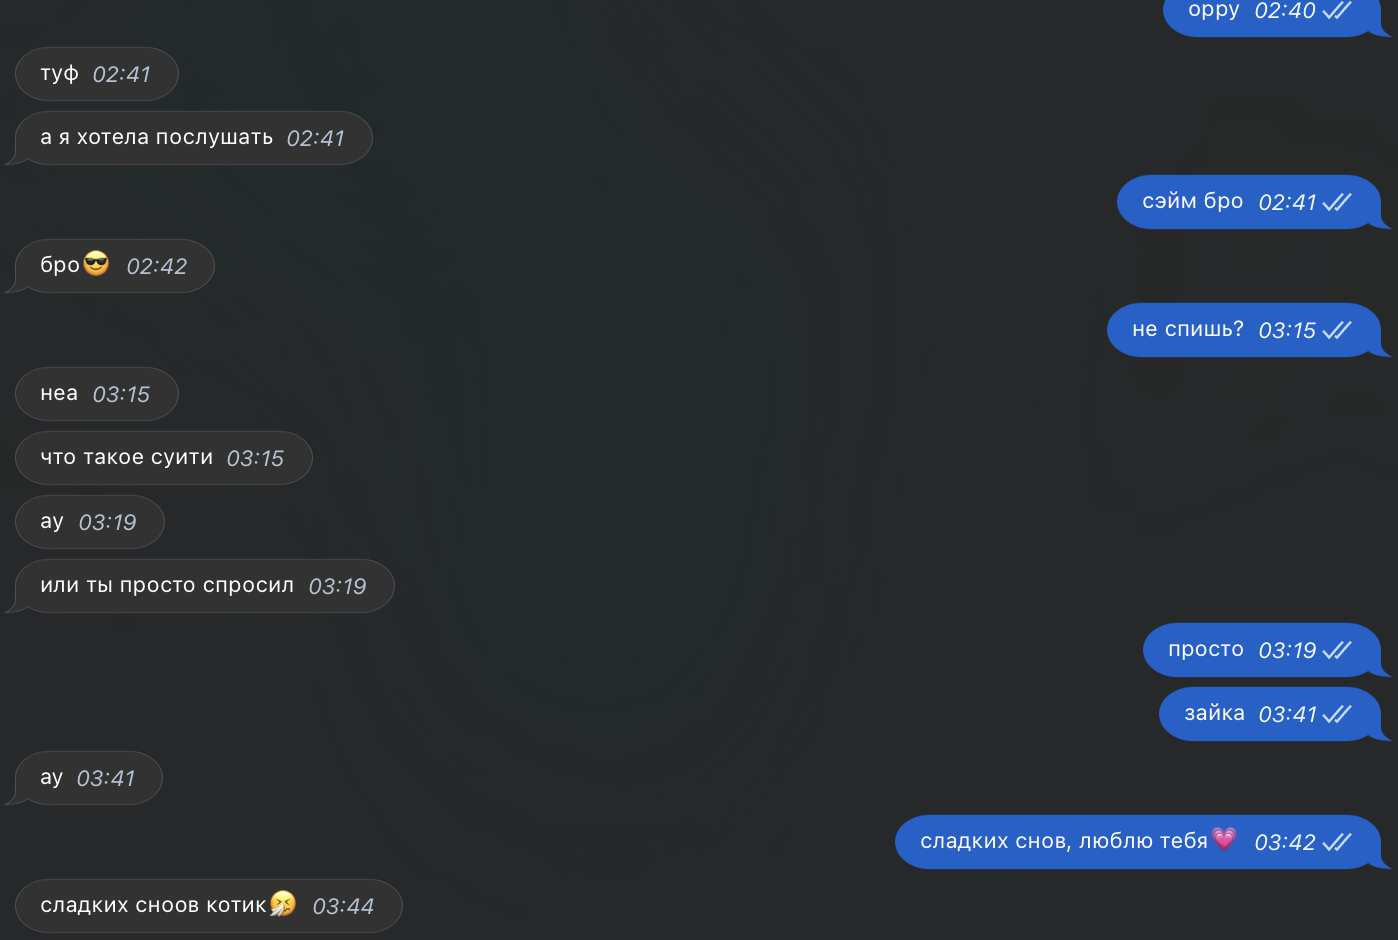 орру 02:40
туф 02:41
а я хотела послушать 02:41
сэйм бро 02:41
бро😎 02:42
не спишь? 03:15
неа 03:15
что такое суити 03:15
ау 03:19
или ты просто спросил 03:19
просто 03:19
зайка 03:41
ау 03:41
сладких снов, люблю тебя💗 03:42
сладких сноов котик🤧 03:44